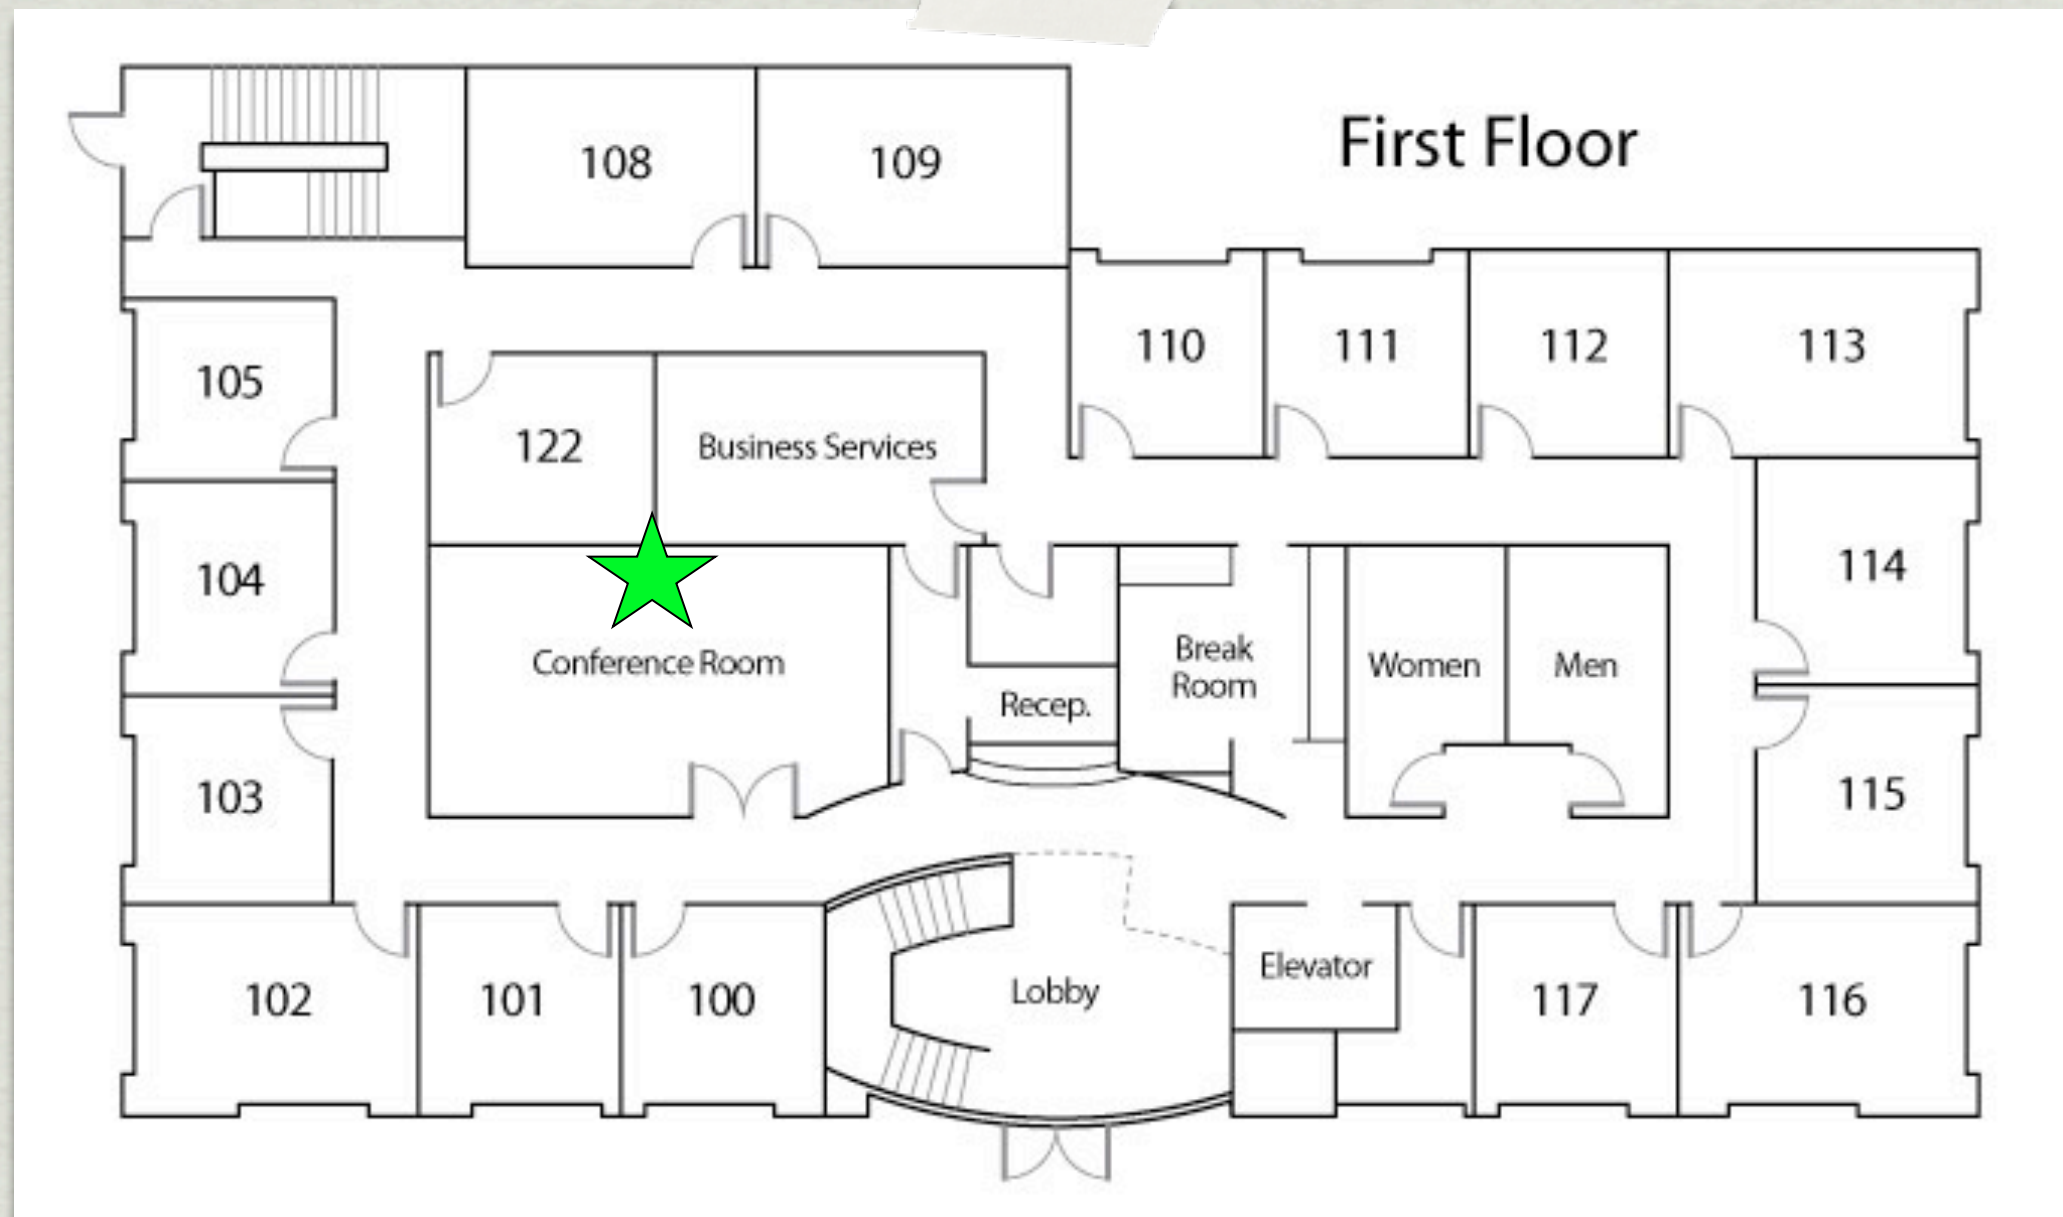 First Floor
108
109
105
110
111
112
113
122
Business Services
104
114
Conference Room
Break
Room
Women
Men
Recep.
103
115
102
101
100
Lobby
Elevator
117
116